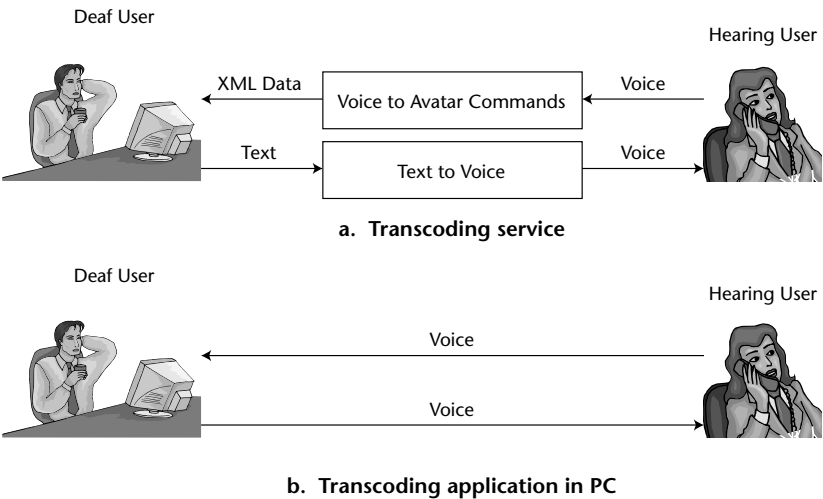 Deaf User
Hearing User
XML Data
Voice to Avatar Commands
Voice
Text
Text to Voice
Voice
a. Transcoding service
Deaf User
Hearing User
Voice
Voice
b. Transcoding application in PC